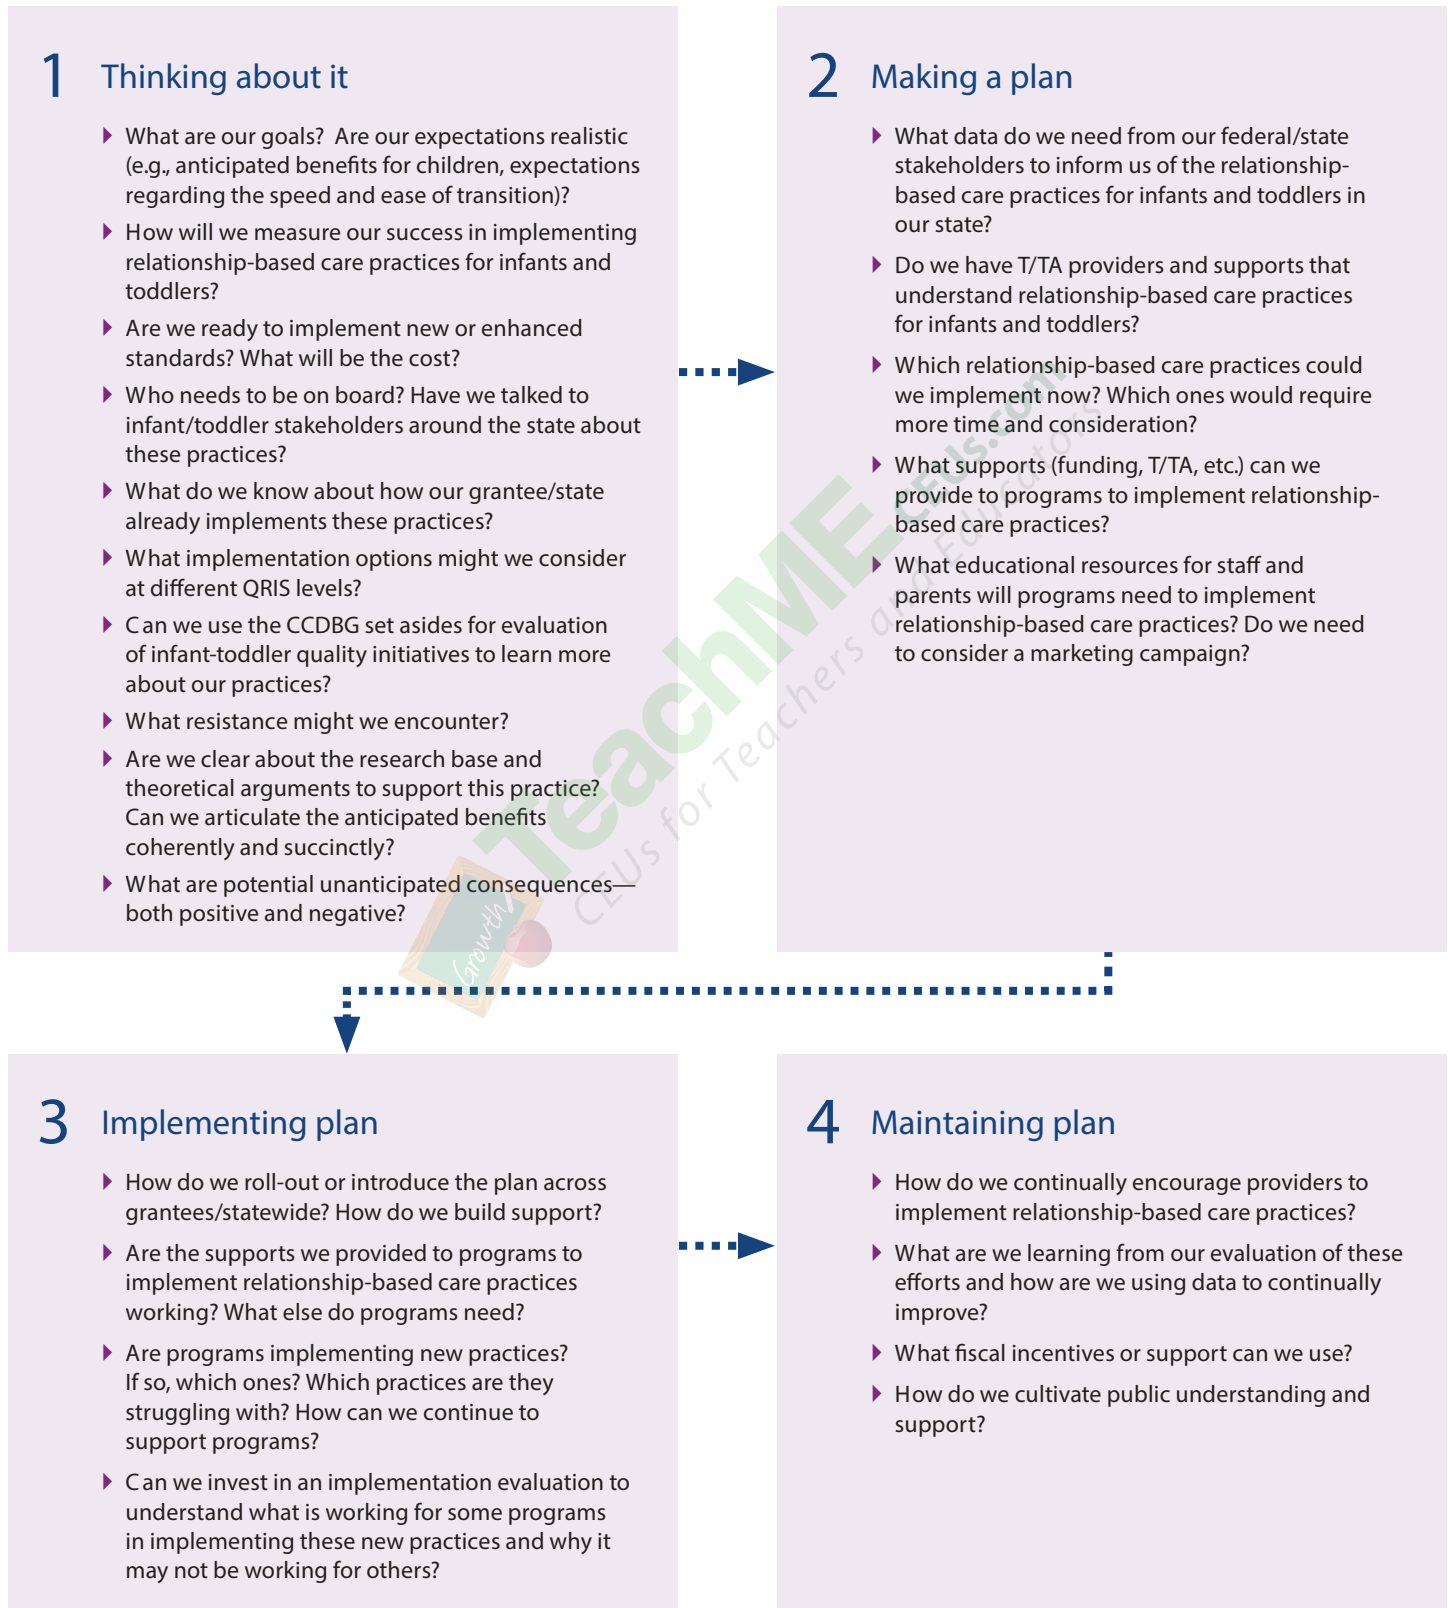 1 Thinking about it
What are our goals?  Are our expectations realistic
(e.g., anticipated benefits for children, expectations
regarding the speed and ease of transition)?
How will we measure our success in implementing
relationship-based care practices for infants and
toddlers?
Are we ready to implement new or enhanced
standards? What will be the cost?
Who needs to be on board? Have we talked to
infant/toddler stakeholders around the state about
these practices?
What do we know about how our grantee/state
already implements these practices?
What implementation options might we consider
at different QRIS levels?
Can we use the CCDBG set asides for evaluation
of infant-toddler quality initiatives to learn more
about our practices?
What resistance might we encounter?
Are we clear about the research base and
theoretical arguments to support this practice?
Can we articulate the anticipated benefits
coherently and succinctly?
What are potential unanticipated consequences—
both positive and negative?
2 Making a plan
What data do we need from our federal/state
stakeholders to inform us of the relationship-
based care practices for infants and toddlers in
our state?
Do we have T/TA providers and supports that
understand relationship-based care practices
for infants and toddlers?
Which relationship-based care practices could
we implement now? Which ones would require
more time and consideration?
What supports (funding, T/TA, etc.) can we
provide to programs to implement relationship-
based care practices?
What educational resources for staff and
parents will programs need to implement
relationship-based care practices? Do we need
to consider a marketing campaign?
3 Implementing plan
How do we roll-out or introduce the plan across
grantees/statewide? How do we build support?
Are the supports we provided to programs to
implement relationship-based care practices
working? What else do programs need?
Are programs implementing new practices?
If so, which ones? Which practices are they
struggling with? How can we continue to
support programs?
Can we invest in an implementation evaluation to
understand what is working for some programs
in implementing these new practices and why it
may not be working for others?
4 Maintaining plan
How do we continually encourage providers to
implement relationship-based care practices?
What are we learning from our evaluation of these
efforts and how are we using data to continually
improve?
What fiscal incentives or support can we use?
How do we cultivate public understanding and
support?
TeachMECEUs.com
CEUs for Teachers and Educators
Growth